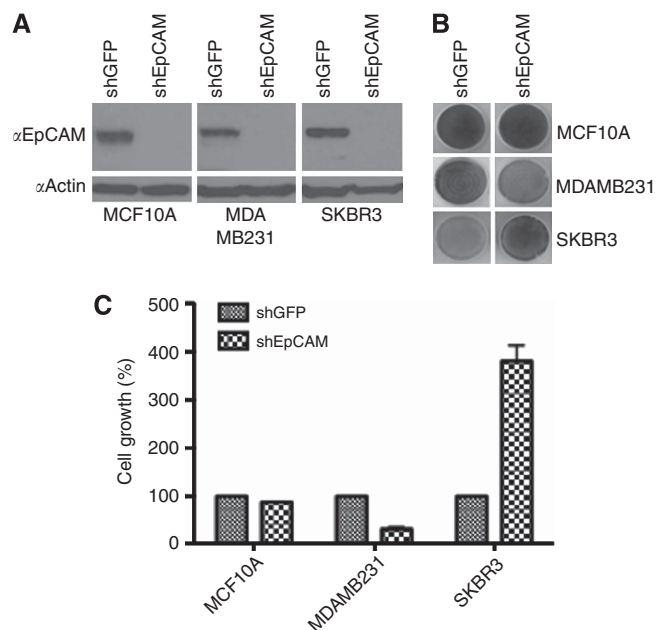 A
shGFP
shEpCAM
shGFP
shEpCAM
shGFP
shEpCAM
αEpCAM
αActin
MCF10A
MDA
MB231
SKBR3
B
shGFP
shEpCAM
MCF10A
MDAMB231
SKBR3
C
Cell growth (%)
500
400
300
200
100
0
shGFP
shEpCAM
MCF10A
MDAMB231
SKBR3